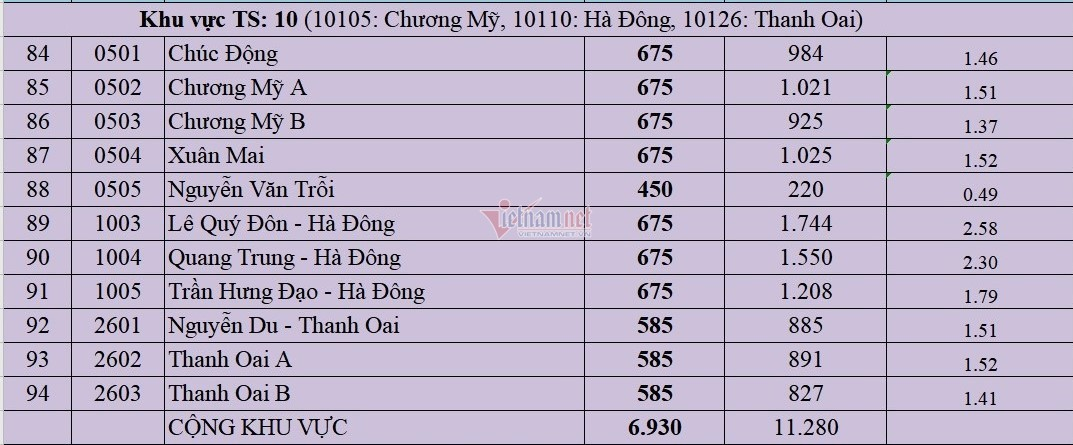 Khu vực TS: 10 (10105: Chương Mỹ, 10110: Hà Đông, 10126: Thanh Oai)
84 0501 Chúc Động 675 984 1.46
85 0502 Chương Mỹ A 675 1.021 1.51
86 0503 Chương Mỹ B 675 925 1.37
87 0504 Xuân Mai 675 1.025 1.52
88 0505 Nguyễn Văn Trỗi 450 220 0.49
89 1003 Lê Quý Đôn - Hà Đông 675 1.744 2.58
90 1004 Quang Trung - Hà Đông 675 1.550 2.30
91 1005 Trần Hưng Đạo - Hà Đông 675 1.208 1.79
92 2601 Nguyễn Du - Thanh Oai 585 885 1.51
93 2602 Thanh Oai A 585 891 1.52
94 2603 Thanh Oai B 585 827 1.41
CỘNG KHU VỰC 6.930 11.280
Vietnamnet
VIETNAMNET.VN